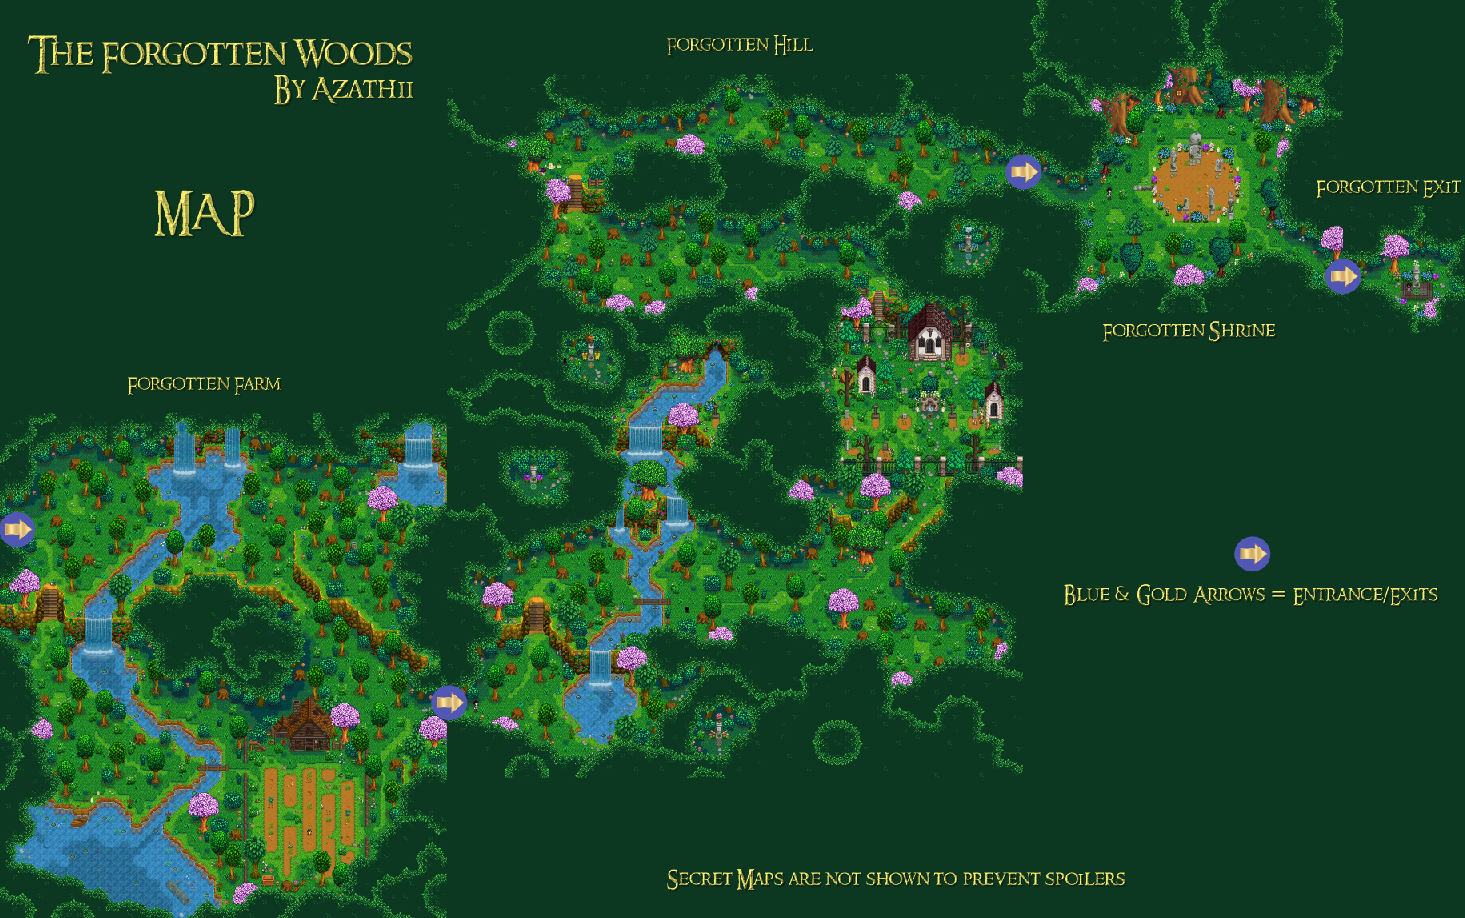 The Forgotten Woods
By Azathii
Map
Forgotten Hill
Forgotten Exit
Forgotten Shrine
Forgotten Farm
Blue & Gold Arrows = Entrance/Exits
Secret Maps are not shown to prevent spoilers